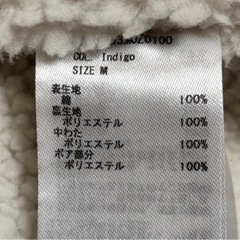 COL. Indigo
SIZE M
表生地
綿 100%
裏生地
ポリエステル 100%
中わた
ポリエステル 100%
ボア部分
ポリエステル 100%